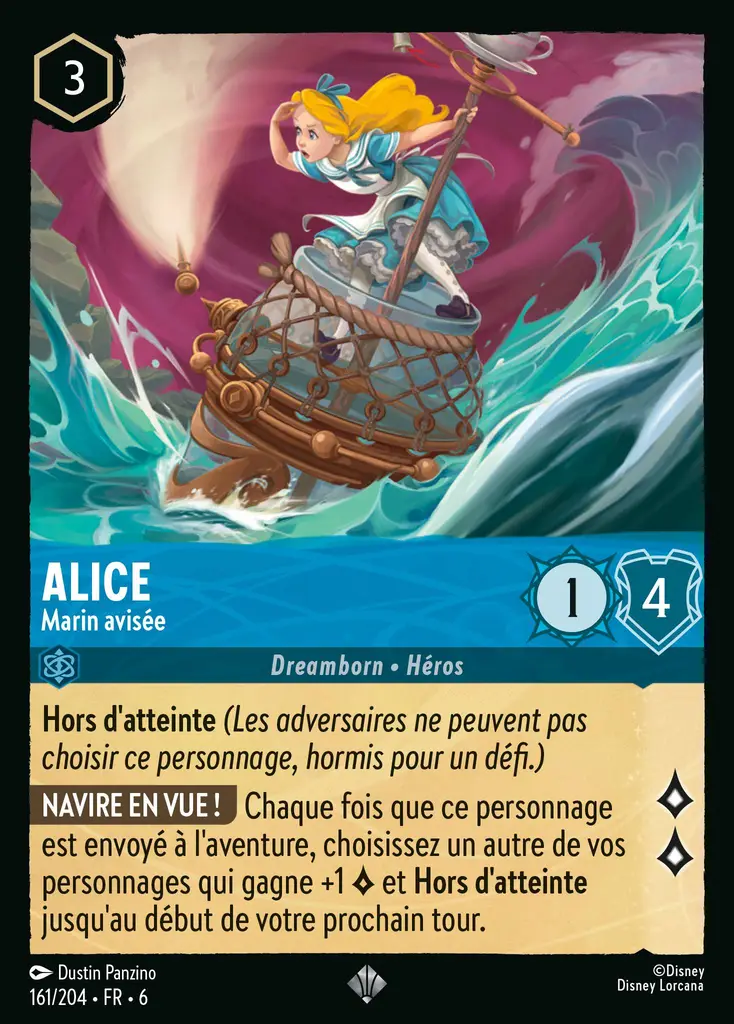 3
ALICE
Marin avisée
1
4
Dreamborn • Héros
Hors d'atteinte (Les adversaires ne peuvent pas
choisir ce personnage, hormis pour un défi.)
NAVIRE EN VUE ! Chaque fois que ce personnage
est envoyé à l'aventure, choisissez un autre de vos
personnages qui gagne +1 et Hors d'atteinte
jusqu'au début de votre prochain tour.
Dustin Panzino
161/204 • FR • 6
©Disney
Disney Lorcana